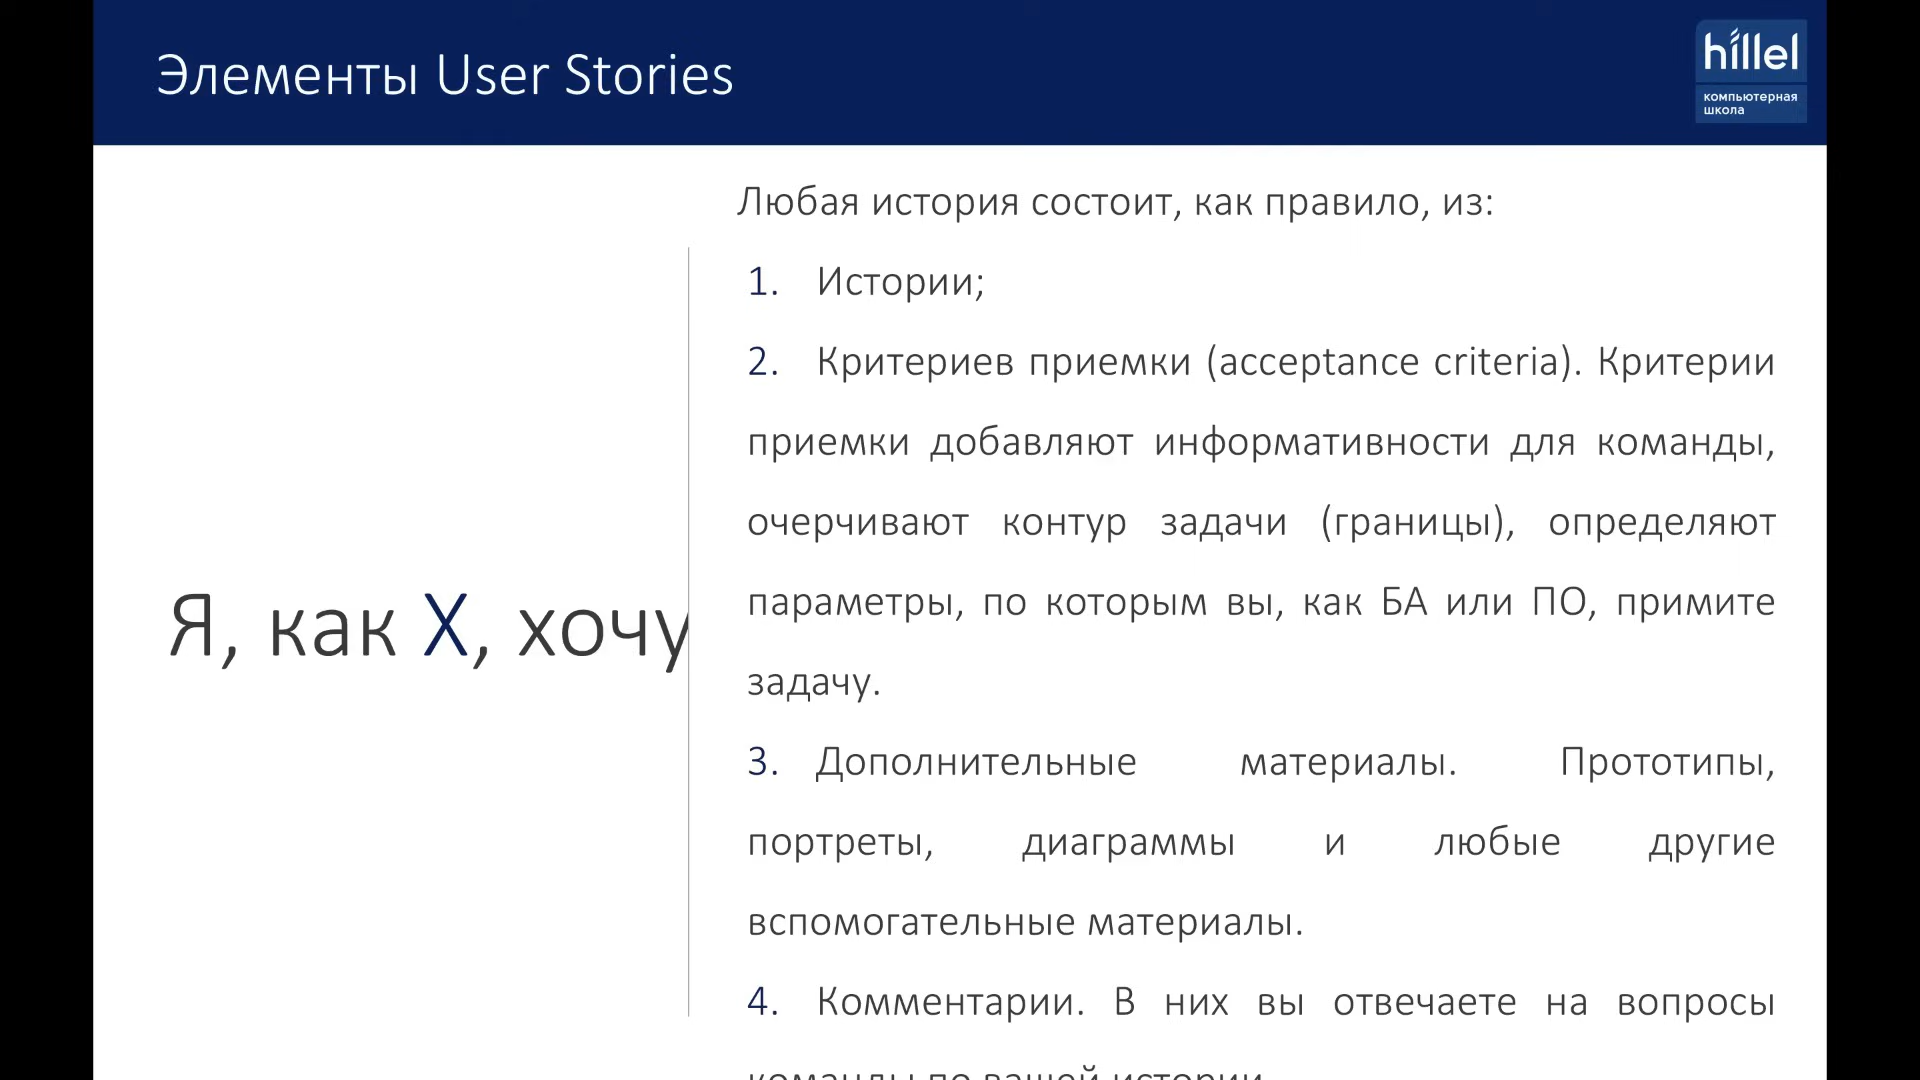 Элементы User Stories
hillel
компьютерная
школа
Любая история состоит, как правило, из:
1. Истории;
2. Критериев приемки (acceptance criteria). Критерии
приемки добавляют информативности для команды,
очерчивают контур задачи (границы), определяют
параметры, по которым вы, как БА или ПО, примите
задачу.
3. Дополнительные материалы. Прототипы,
портреты, диаграммы и любые другие
вспомогательные материалы.
4. Комментарии. В них вы отвечаете на вопросы
команды по вашей истории
Я, как X, хочу